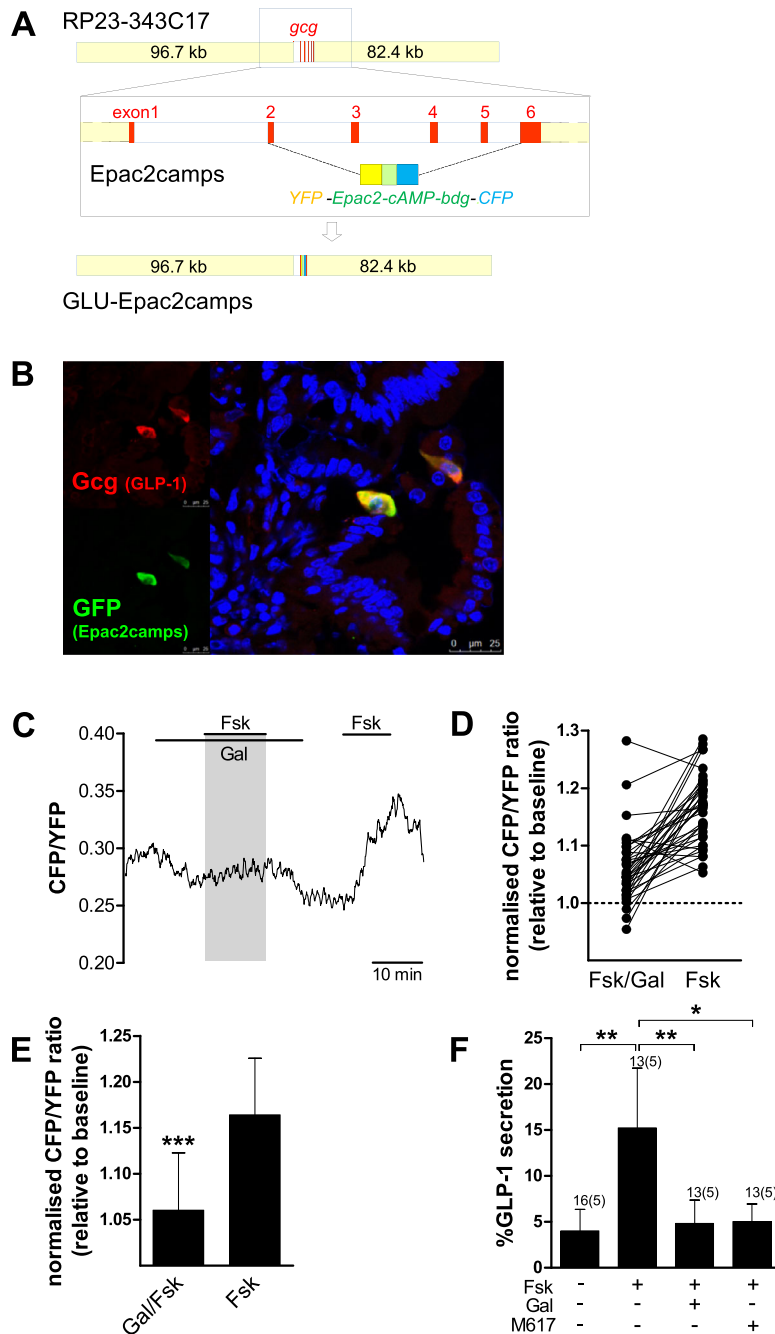 A
RP23-343C17
gcg
96.7 kb
82.4 kb
exon1 2 3 4 5 6
Epac2camps
YFP-Epac2-cAMP-bdg-CFP
96.7 kb
82.4 kb
GLU-Epac2camps
B
Gcg (GLP-1)
0 µm 25
GFP
(Epac2camps)
0 µm 25
0 µm 25
C
Fsk
Fsk
Gal
CFP/YFP
0.40
0.35
0.30
0.25
0.20
10 min
D
normalised CFP/YFP ratio
(relative to baseline)
1.3
1.2
1.1
1.0
Fsk/Gal Fsk
E
normalised CFP/YFP ratio
(relative to baseline)
1.25
1.20
1.15
1.10
1.05
***
Gal/Fsk
Fsk
F
%GLP-1 secretion
25
20
15
10
5
0
*
** **
16(5)
13(5)
13(5)
13(5)
Fsk - + + +
Gal - - + -
M617 - - - +